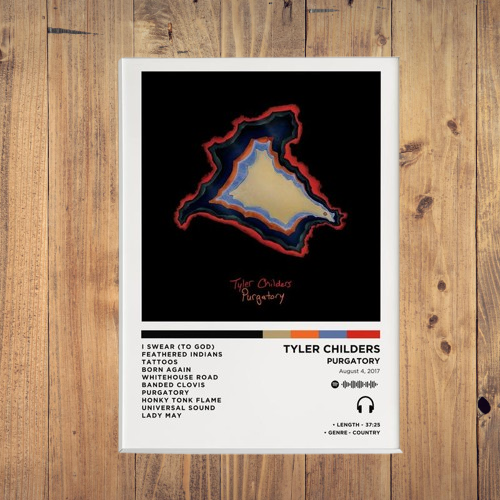 Tyler Childers
Purgatory
I SWEAR (TO GOD)
FEATHERED INDIANS
TATTOOS
BORN AGAIN
WHITEHOUSE ROAD
BANDED CLOVIS
PURGATORY
HONKY TONK FLAME
UNIVERSAL SOUND
LADY MAY
TYLER CHILDERS
PURGATORY
August 4, 2017
• LENGTH - 37:25
• GENRE - COUNTRY